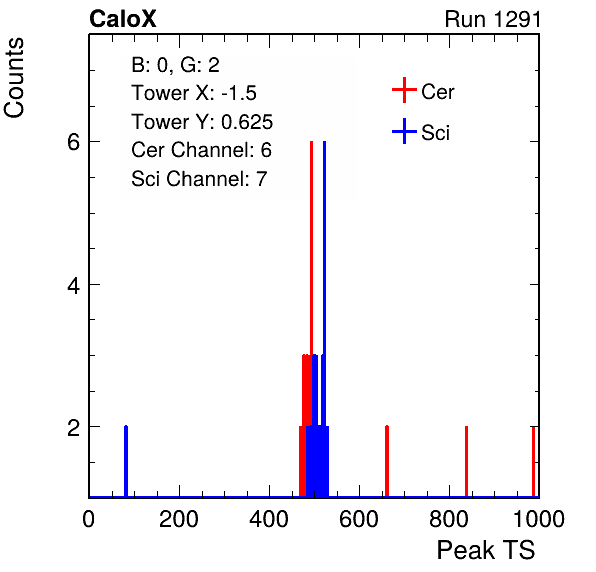 CaloX Run 1291
Counts
B: 0, G: 2
Tower X: -1.5
Tower Y: 0.625
Cer Channel: 6
Sci Channel: 7
Cer
Sci
6
4
2
0 200 400 600 800 1000
Peak TS